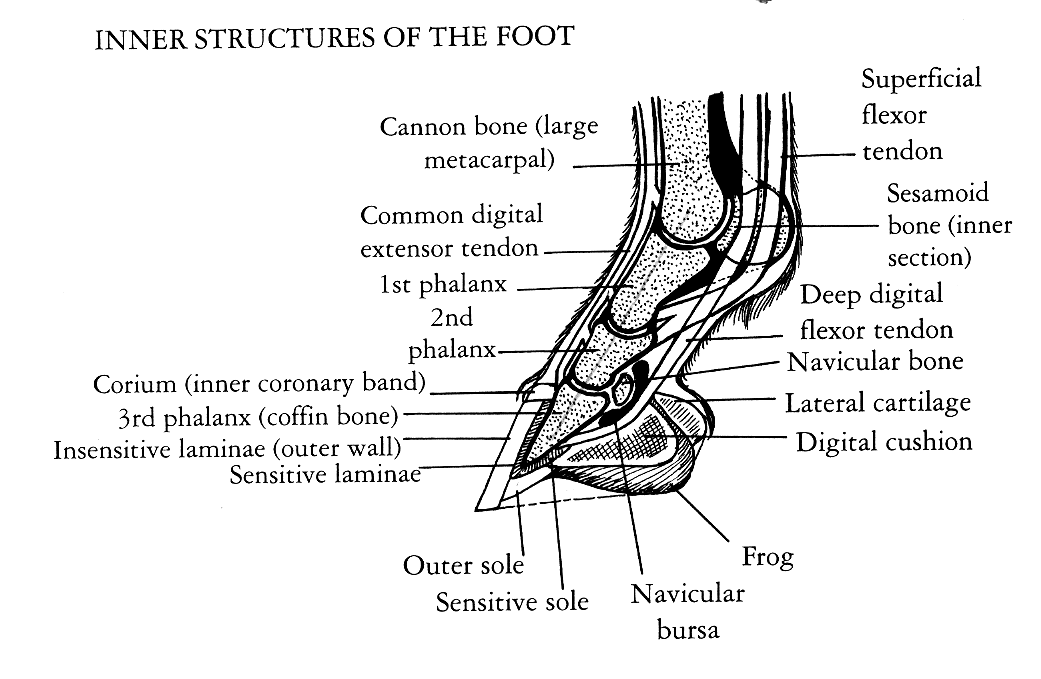 INNER STRUCTURES OF THE FOOT
Superficial
flexor
tendon
Cannon bone (large
metacarpal)
Sesamoid
bone (inner
section)
Common digital
extensor tendon
1st phalanx
Deep digital
flexor tendon
2nd
phalanx
Navicular bone
Corium (inner coronary band)
Lateral cartilage
3rd phalanx (coffin bone)
Digital cushion
Insensitive laminae (outer wall)
Sensitive laminae
Outer sole
Sensitive sole
Frog
Navicular
bursa